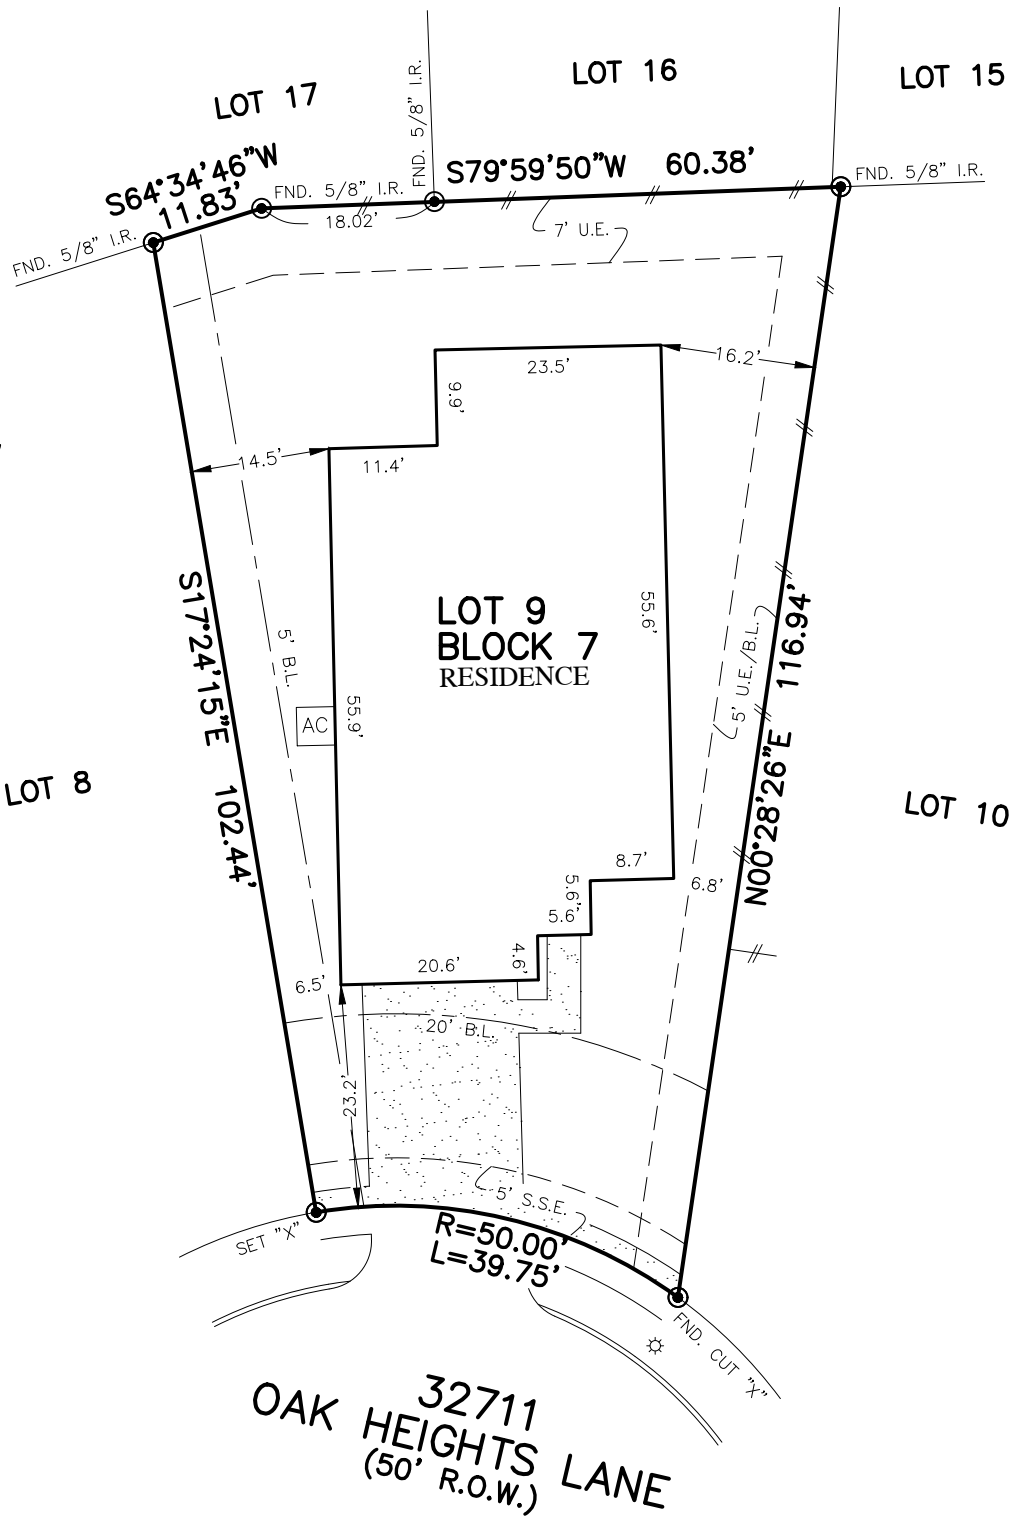 LOT 17
LOT 16
LOT 15
FND. 5/8" I.R.
S64°34'46"W
11.83'
FND. 5/8" I.R.
S79°59'50"W 60.38'
FND. 5/8" I.R.
FND. 5/8" I.R.
18.02'
7' U.E.
23.5'
16.2'
9.9'
14.5'
11.4'
S17°24'15"E 102.44'
5' B.L.
LOT 9
BLOCK 7
RESIDENCE
55.6'
5' U.E./B.L.
N00°28'26"E 116.94'
AC
55.9'
LOT 8
LOT 10
8.7'
6.8'
5.6'
5.6'
4.6'
20.6'
6.5'
20' B.L.
23.2'
5' S.S.E.
SET "X"
R=50.00'
L=39.75'
FND. CUT "X"
32711
OAK HEIGHTS LANE
(50' R.O.W.)